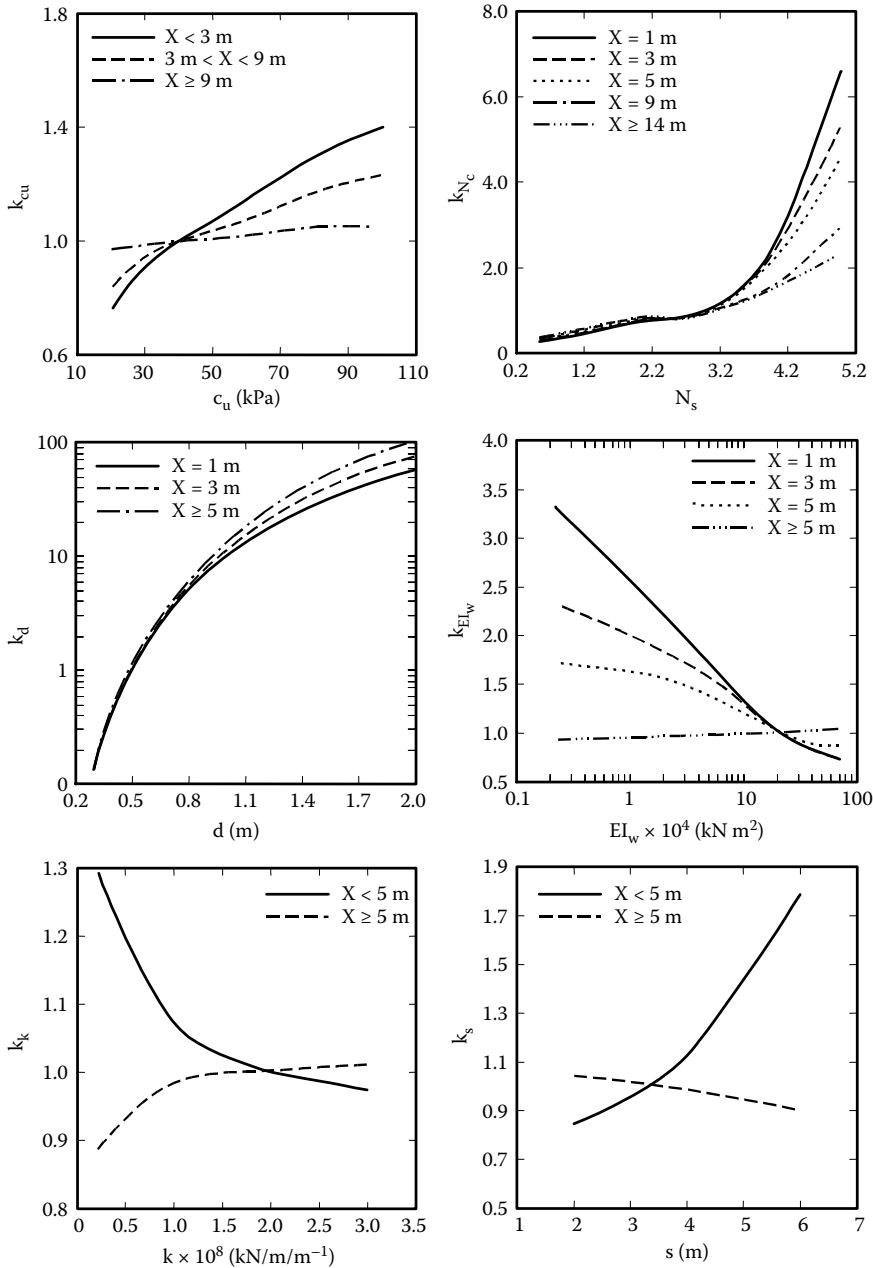 1.8
1.4
1.0
0.6
k_cu
X < 3 m
3 m < X < 9 m
X ≥ 9 m
10 30 50 70 90 110
c_u (kPa)
8.0
6.0
4.0
2.0
0
k_{N_c}
X = 1 m
X = 3 m
X = 5 m
X = 9 m
X ≥ 14 m
0.2 1.2 2.2 3.2 4.2 5.2
N_s
100
10
1
0
k_d
X = 1 m
X = 3 m
X ≥ 5 m
0.2 0.5 0.8 1.1 1.4 1.7 2.0
d (m)
4.0
3.5
3.0
2.5
2.0
1.5
1.0
0.5
k_{EI_w}
X = 1 m
X = 3 m
X = 5 m
X ≥ 5 m
0.1 1 10 100
EI_w × 10⁴ (kN m²)
1.3
1.2
1.1
1.0
0.9
0.8
k_k
X < 5 m
X ≥ 5 m
0 0.5 1.0 1.5 2.0 2.5 3.0 3.5
k × 10⁸ (kN/m/m⁻¹)
1.9
1.7
1.5
1.3
1.1
0.9
0.7
0.5
k_s
X < 5 m
X ≥ 5 m
1 2 3 4 5 6 7
s (m)